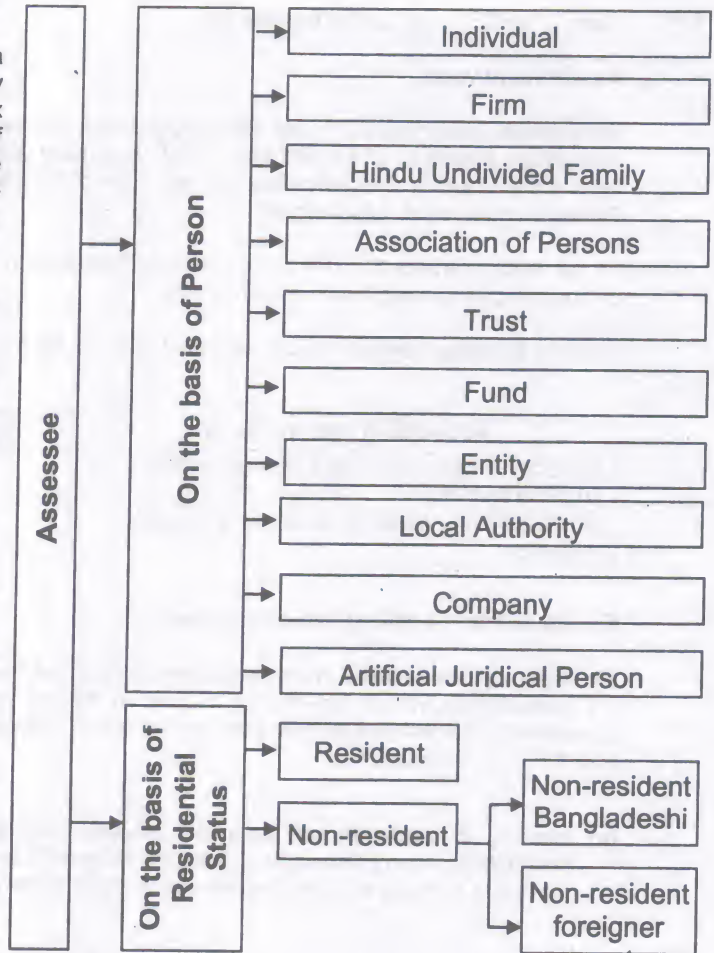 Assessee
On the basis of Person
Individual
Firm
Hindu Undivided Family
Association of Persons
Trust
Fund
Entity
Local Authority
Company
Artificial Juridical Person
On the basis of
Residential
Status
Resident
Non-resident
Non-resident
Bangladeshi
Non-resident
foreigner